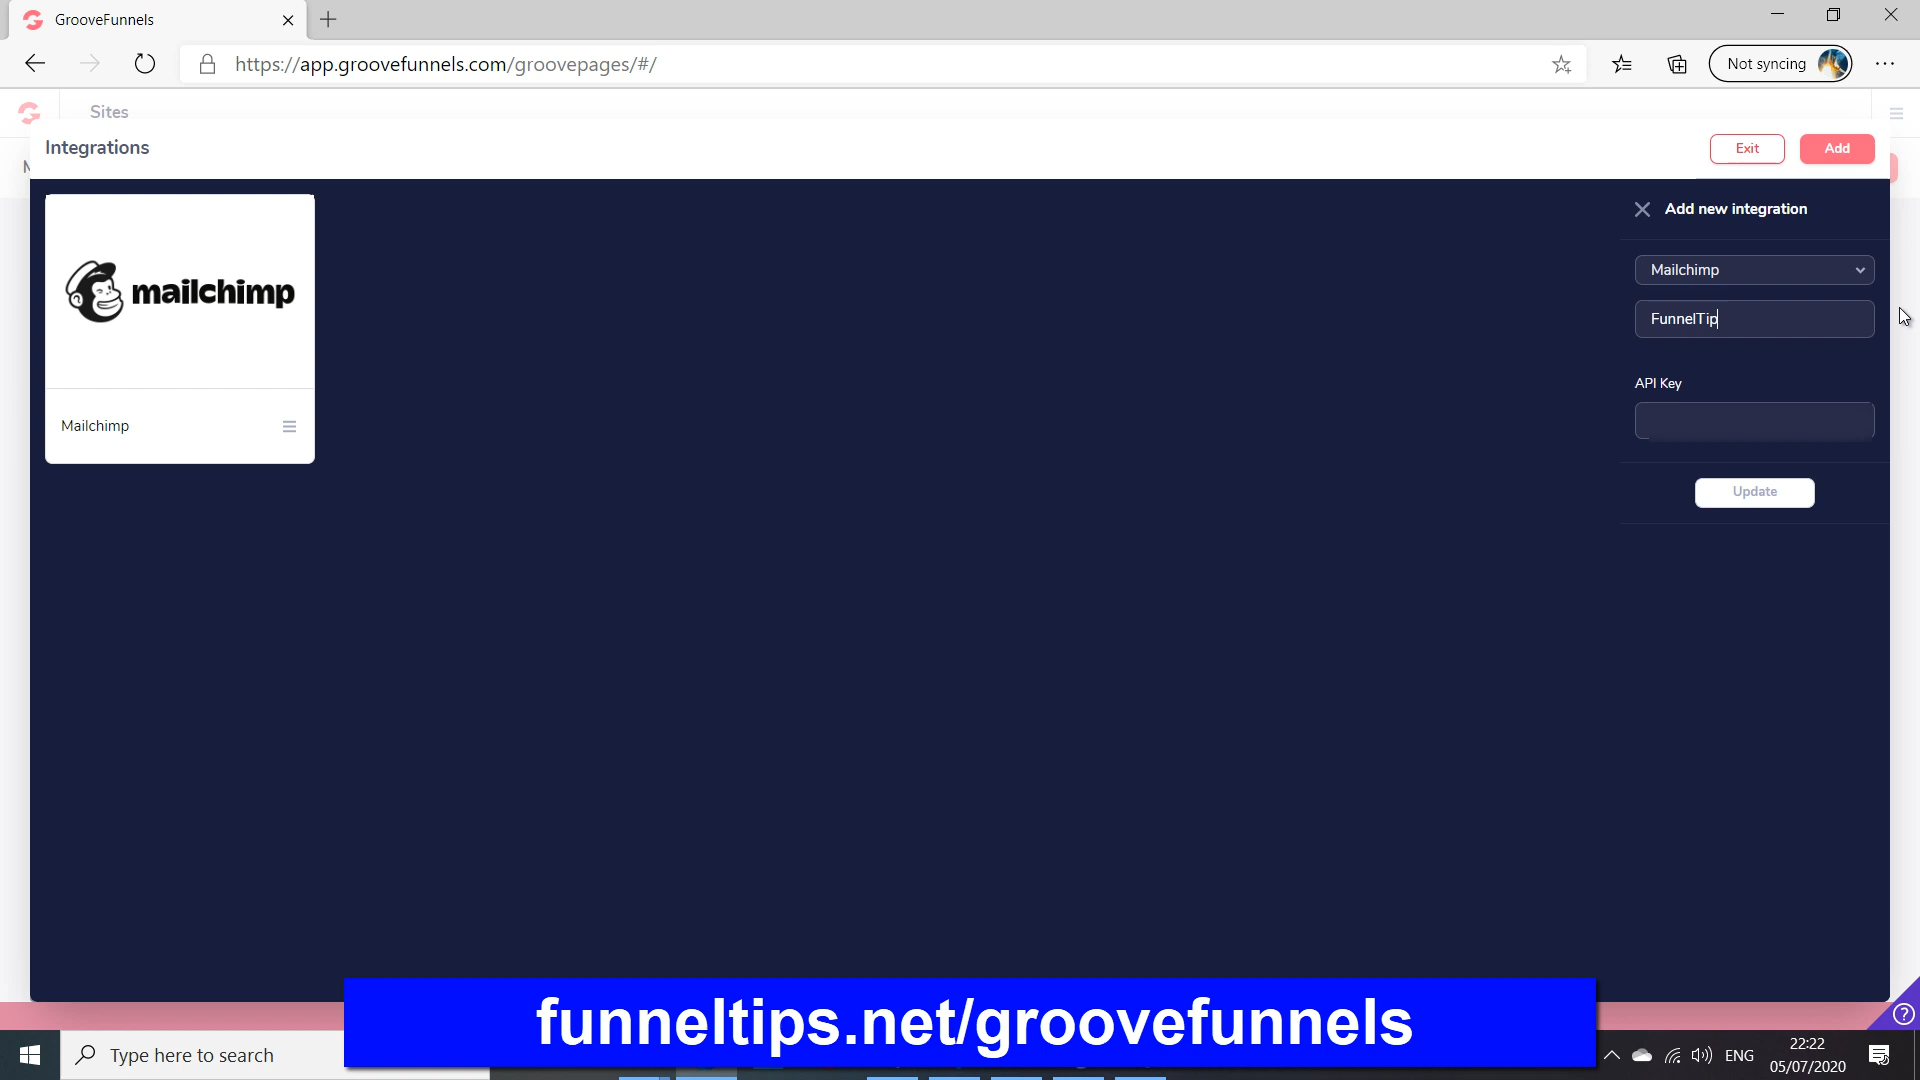 GrooveFunnels
https://app.groovefunnels.com/groovepages/#/
Not syncing
Sites
Integrations
Exit
Add
Add new integration
mailchimp
Mailchimp
FunnelTip
API Key
Mailchimp
Update
funneltips.net/groovefunnels
Type here to search
ENG
22:22
05/07/2020